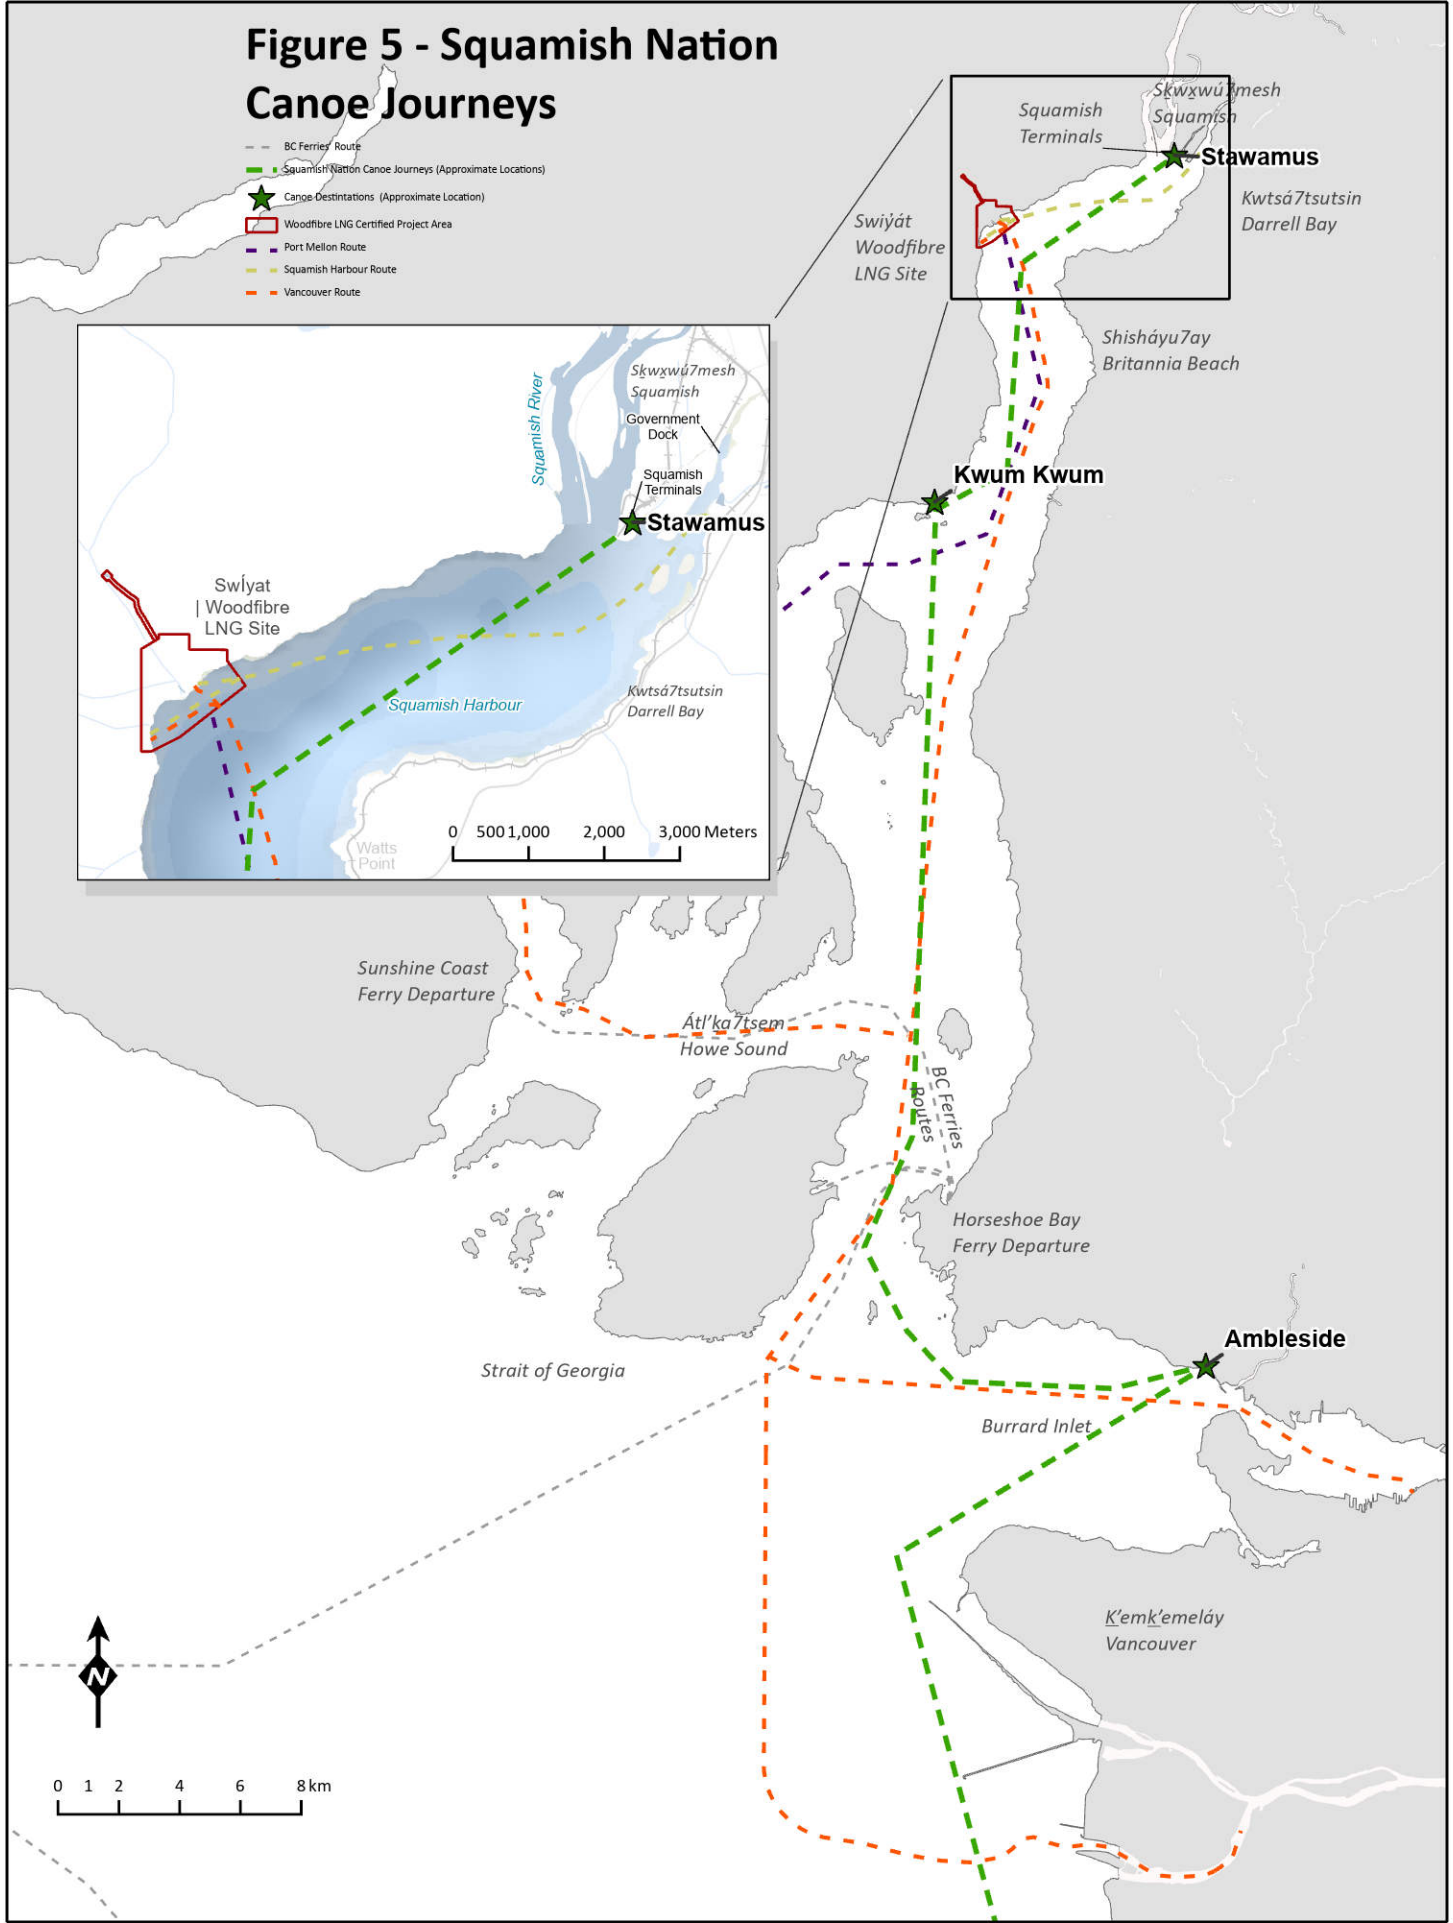 Figure 5 - Squamish Nation
Canoe Journeys
BC Ferries' Route
Squamish Nation Canoe Journeys (Approximate Locations)
Canoe Destintations (Approximate Location)
Woodfibre LNG Certified Project Area
Port Mellon Route
Squamish Harbour Route
Vancouver Route
Squamish
Terminals
Sḵwx̱wú7mesh
Squamish
Stawamus
Kwtsá7tsutsin
Darrell Bay
Swiy̓át
Woodfibre
LNG Site
Shisháyu7ay
Britannia Beach
Kwum Kwum
Squamish River
Sḵwx̱wú7mesh
Squamish
Government
Dock
Squamish
Terminals
Stawamus
SwÍyat
| Woodfibre
LNG Site
Squamish Harbour
Kwtsá7tsutsin
Darrell Bay
Watts
Point
0 500 1,000 2,000 3,000 Meters
Sunshine Coast
Ferry Departure
Átl'ḵa7tsem
Howe Sound
BC Ferries
Routes
Horseshoe Bay
Ferry Departure
Ambleside
Strait of Georgia
Burrard Inlet
Ḵ'emḵ'emeláy
Vancouver
N
0 1 2 4 6 8 km